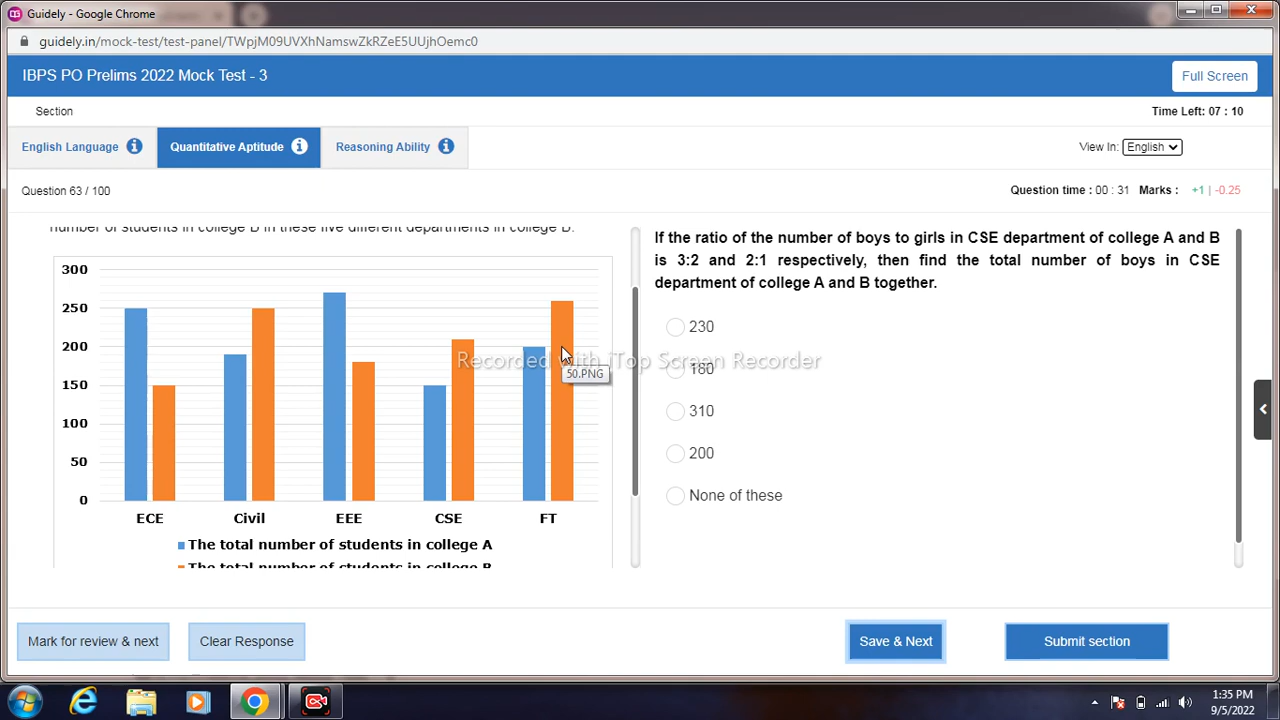 Guidely - Google Chrome
guidely.in/mock-test/test-panel/TWpjM09UVXhNamswZkRZeE5UUjhOemc0
IBPS PO Prelims 2022 Mock Test - 3
Full Screen
Section
Time Left: 07 : 10
English Language i
Quantitative Aptitude i
Reasoning Ability i
View In: English
Question 63 / 100
Question time : 00 : 31 Marks : +1 | -0.25
number of students in college B in these five different departments in college B.
300
250
200
150
100
50
0
ECE Civil EEE CSE FT
The total number of students in college A
The total number of students in college B
50.PNG
If the ratio of the number of boys to girls in CSE department of college A and B
is 3:2 and 2:1 respectively, then find the total number of boys in CSE
department of college A and B together.
230
180
310
200
None of these
Recorded with iTop Screen Recorder
Mark for review & next
Clear Response
Save & Next
Submit section
1:35 PM
9/5/2022